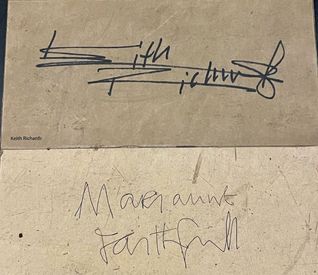 Keith
Richards
Keith Richards
Marianne
Faithfull